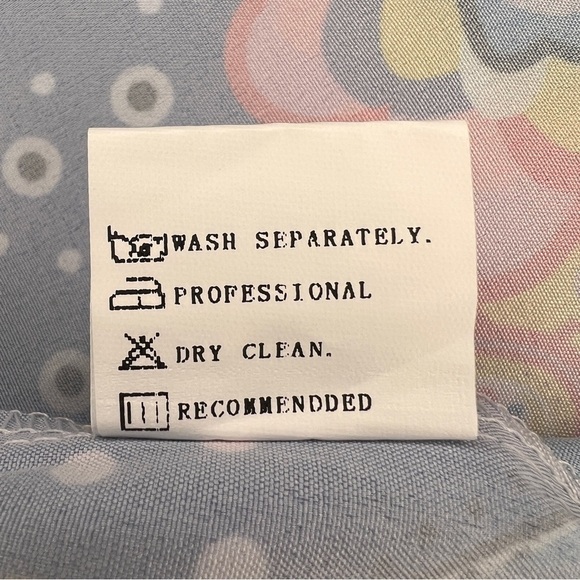 WASH SEPARATELY.
PROFESSIONAL
DRY CLEAN.
RECOMMENDDED